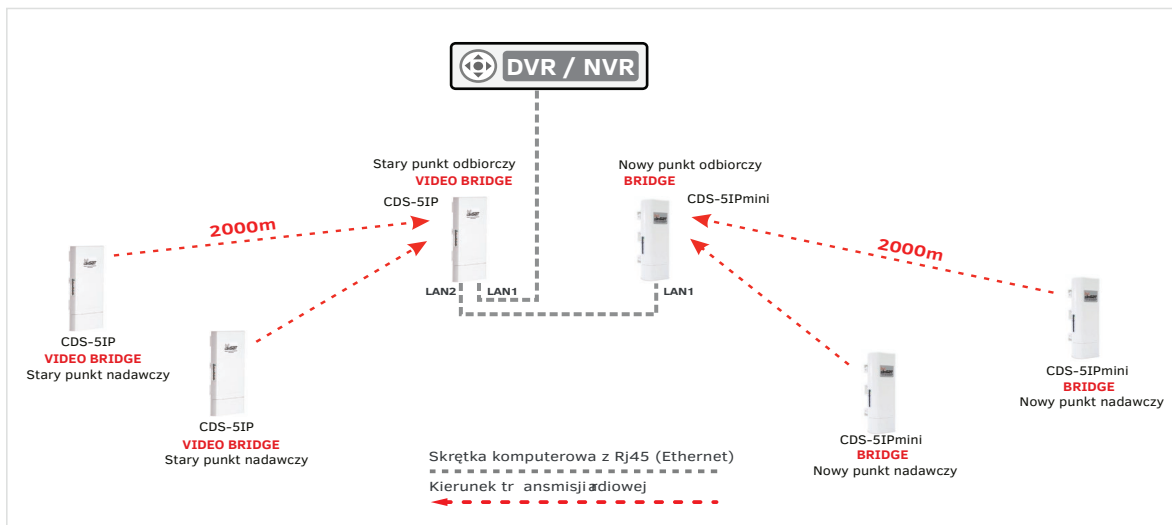 DVR / NVR
Stary punkt odbiorczy
VIDEO BRIDGE
CDS-5IP
Nowy punkt odbiorczy
BRIDGE
CDS-5IPmini
2000m
2000m
LAN2
LAN1
LAN1
CDS-5IP
VIDEO BRIDGE
Stary punkt nadawczy
CDS-5IP
VIDEO BRIDGE
Stary punkt nadawczy
CDS-5IPmini
BRIDGE
Nowy punkt nadawczy
CDS-5IPmini
BRIDGE
Nowy punkt nadawczy
Skrętka komputerowa z Rj45 (Ethernet)
Kierunek tr ansmisji adiowej